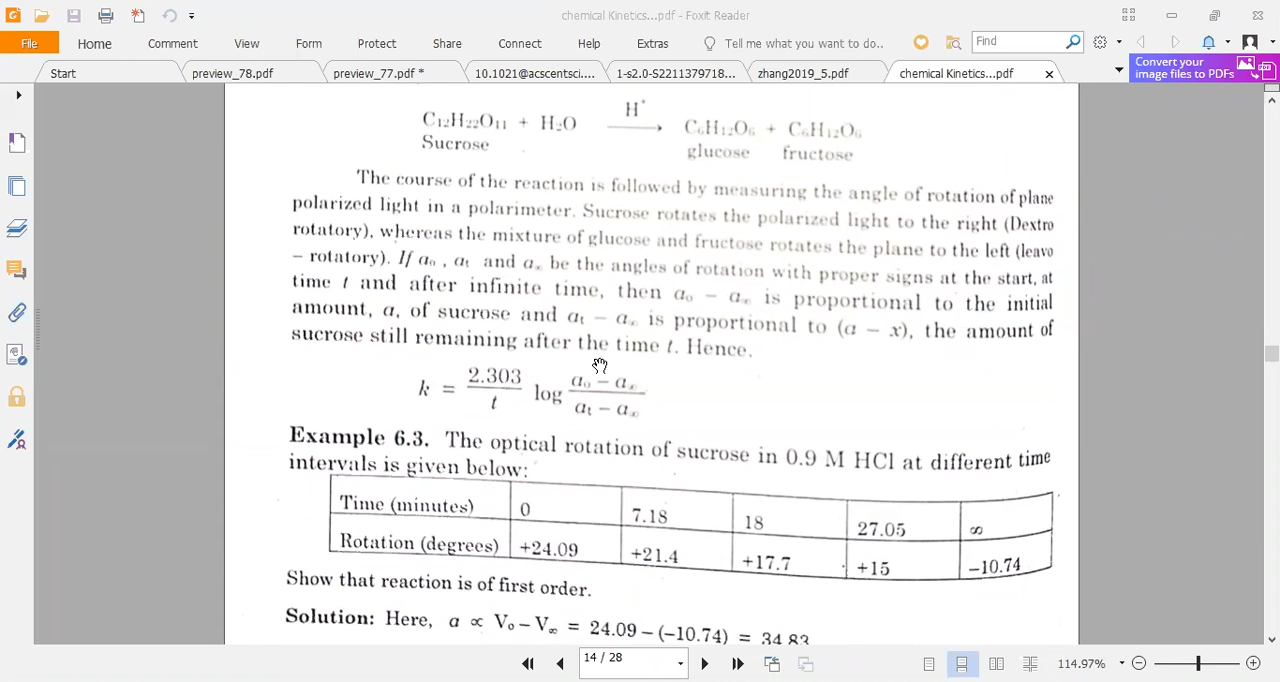 chemical Kinetics...pdf - Foxit Reader
File Home Comment View Form Protect Share Connect Help Extras Tell me what you want to do.. Find
Start preview_78.pdf preview_77.pdf * 10.1021@acscentsci.... 1-s2.0-S2211379718... zhang2019_5.pdf chemical Kinetics...pdf
Convert your
image files to PDFs
C₁₂H₂₂O₁₁ + H₂O H⁺ → C₆H₁₂O₆ + C₆H₁₂O₆
Sucrose glucose fructose
The course of the reaction is followed by measuring the angle of rotation of plane
polarized light in a polarimeter. Sucrose rotates the polarized light to the right (Dextro
rotatory), whereas the mixture of glucose and fructose rotates the plane to the left (leavo
– rotatory). If a₀ , aₜ and a∞ be the angles of rotation with proper signs at the start, at
time t and after infinite time, then a₀ – a∞ is proportional to the initial
amount, a, of sucrose and aₜ – a∞ is proportional to (a – x), the amount of
sucrose still remaining after the time t. Hence.
k = 2.303/t log (a₀ – a∞)/(aₜ – a∞)
Example 6.3. The optical rotation of sucrose in 0.9 M HCl at different time
intervals is given below:
Time (minutes) 0 7.18 18 27.05 ∞
Rotation (degrees) +24.09 +21.4 +17.7 +15 –10.74
Show that reaction is of first order.
Solution: Here, a ∝ V₀ – V∞ = 24.09 – (–10.74) = 34.83
14 / 28 114.97%